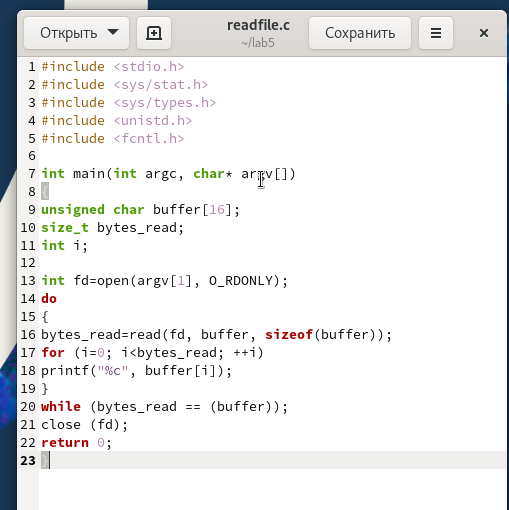 Открыть readfile.c Сохранить
~/lab5
1 #include <stdio.h>
2 #include <sys/stat.h>
3 #include <sys/types.h>
4 #include <unistd.h>
5 #include <fcntl.h>
6
7 int main(int argc, char* argv[])
8 {
9 unsigned char buffer[16];
10 size_t bytes_read;
11 int i;
12
13 int fd=open(argv[1], O_RDONLY);
14 do
15 {
16 bytes_read=read(fd, buffer, sizeof(buffer));
17 for (i=0; i<bytes_read; ++i)
18 printf("%c", buffer[i]);
19 }
20 while (bytes_read == (buffer));
21 close (fd);
22 return 0;
23 }